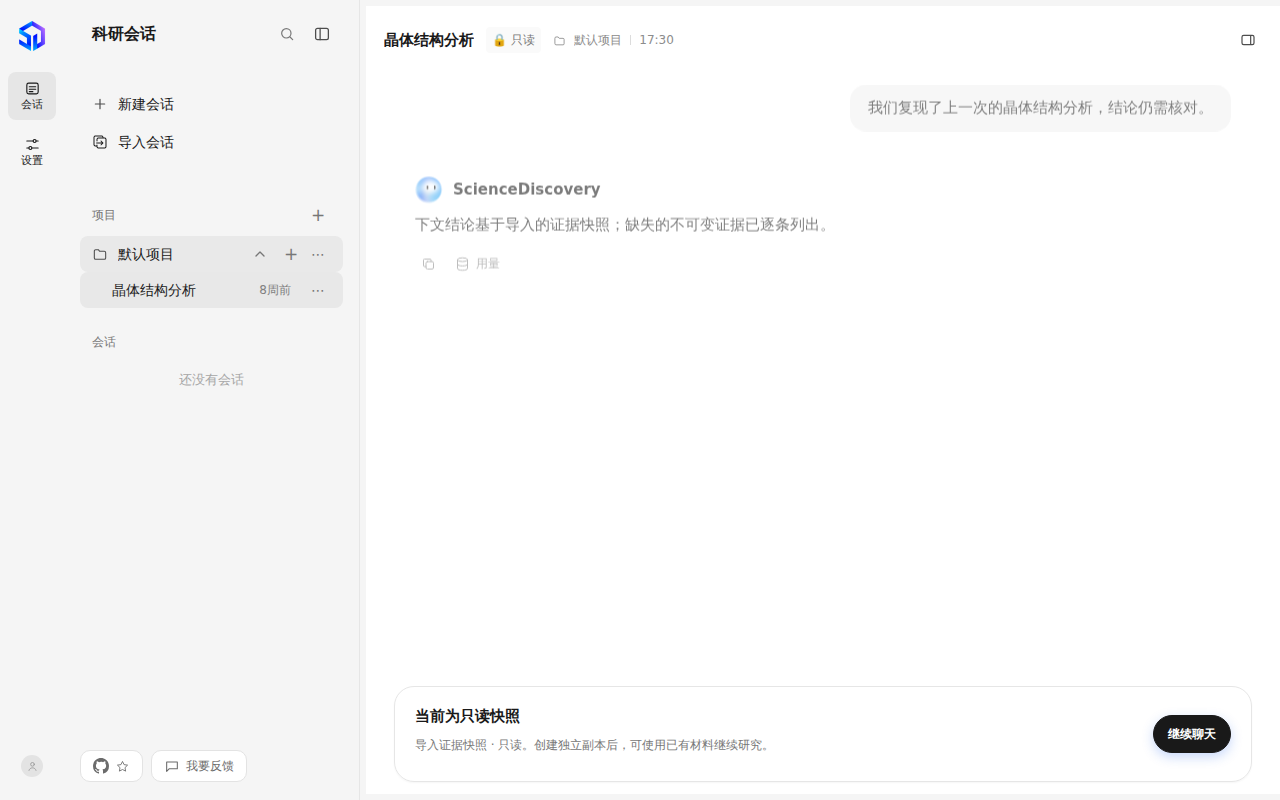 科研会话
会话
设置
新建会话
导入会话
项目
默认项目
晶体结构分析 8周前
会话
还没有会话
我要反馈
晶体结构分析 🔒 只读 默认项目 17:30
我们复现了上一次的晶体结构分析，结论仍需核对。
ScienceDiscovery
下文结论基于导入的证据快照；缺失的不可变证据已逐条列出。
用量
当前为只读快照
导入证据快照 · 只读。创建独立副本后，可使用已有材料继续研究。
继续聊天